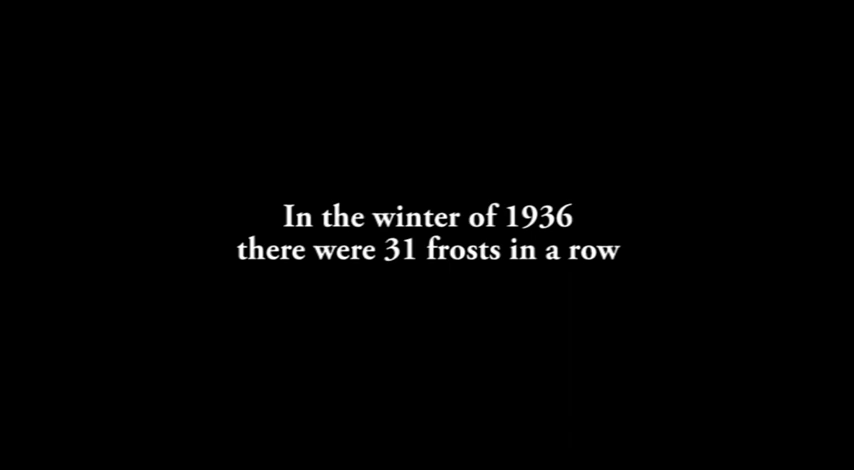 In the winter of 1936
there were 31 frosts in a row